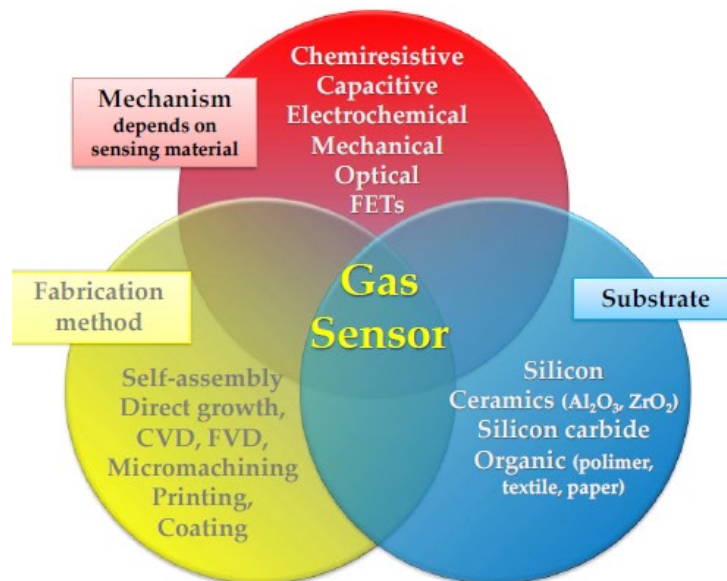 Chemiresistive
Capacitive
Electrochemical
Mechanical
Optical
FETs
Mechanism
depends on
sensing material
Gas
Sensor
Fabrication
method
Self-assembly
Direct growth,
CVD, FVD,
Micromachining
Printing,
Coating
Substrate
Silicon
Ceramics (Al₂O₃, ZrO₂)
Silicon carbide
Organic (polimer,
textile, paper)